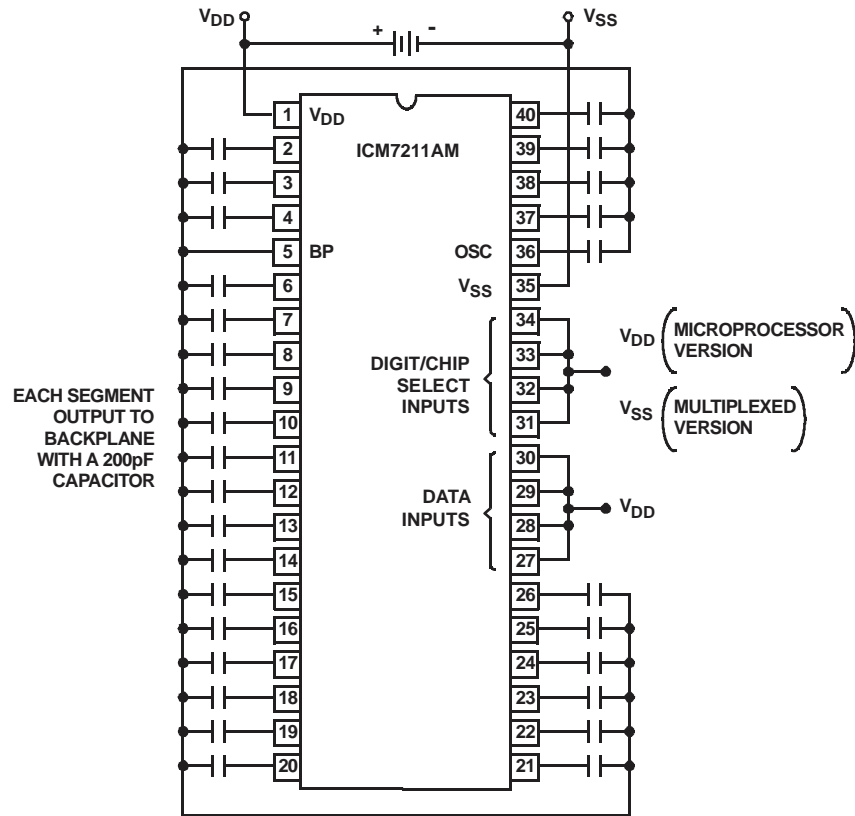 VDD
+ -
VSS
1 VDD
40
ICM7211AM
2
39
3
38
4
37
5 BP
OSC 36
6
VSS 35
7
34
8
33
9
32
10
31
11
30
12
29
13
28
14
27
15
26
16
25
17
24
18
23
19
22
20
21
DIGIT/CHIP
SELECT
INPUTS
DATA
INPUTS
EACH SEGMENT
OUTPUT TO
BACKPLANE
WITH A 200pF
CAPACITOR
VDD (MICROPROCESSOR
VERSION)
VSS (MULTIPLEXED
VERSION)
VDD